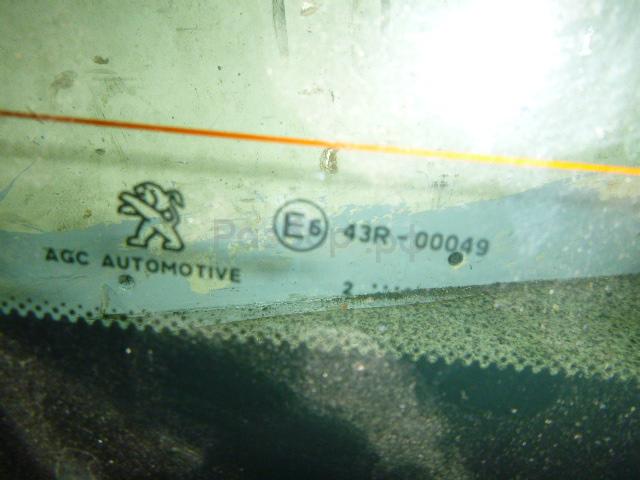 E6 43R-00049
AGC AUTOMOTIVE
2 ......